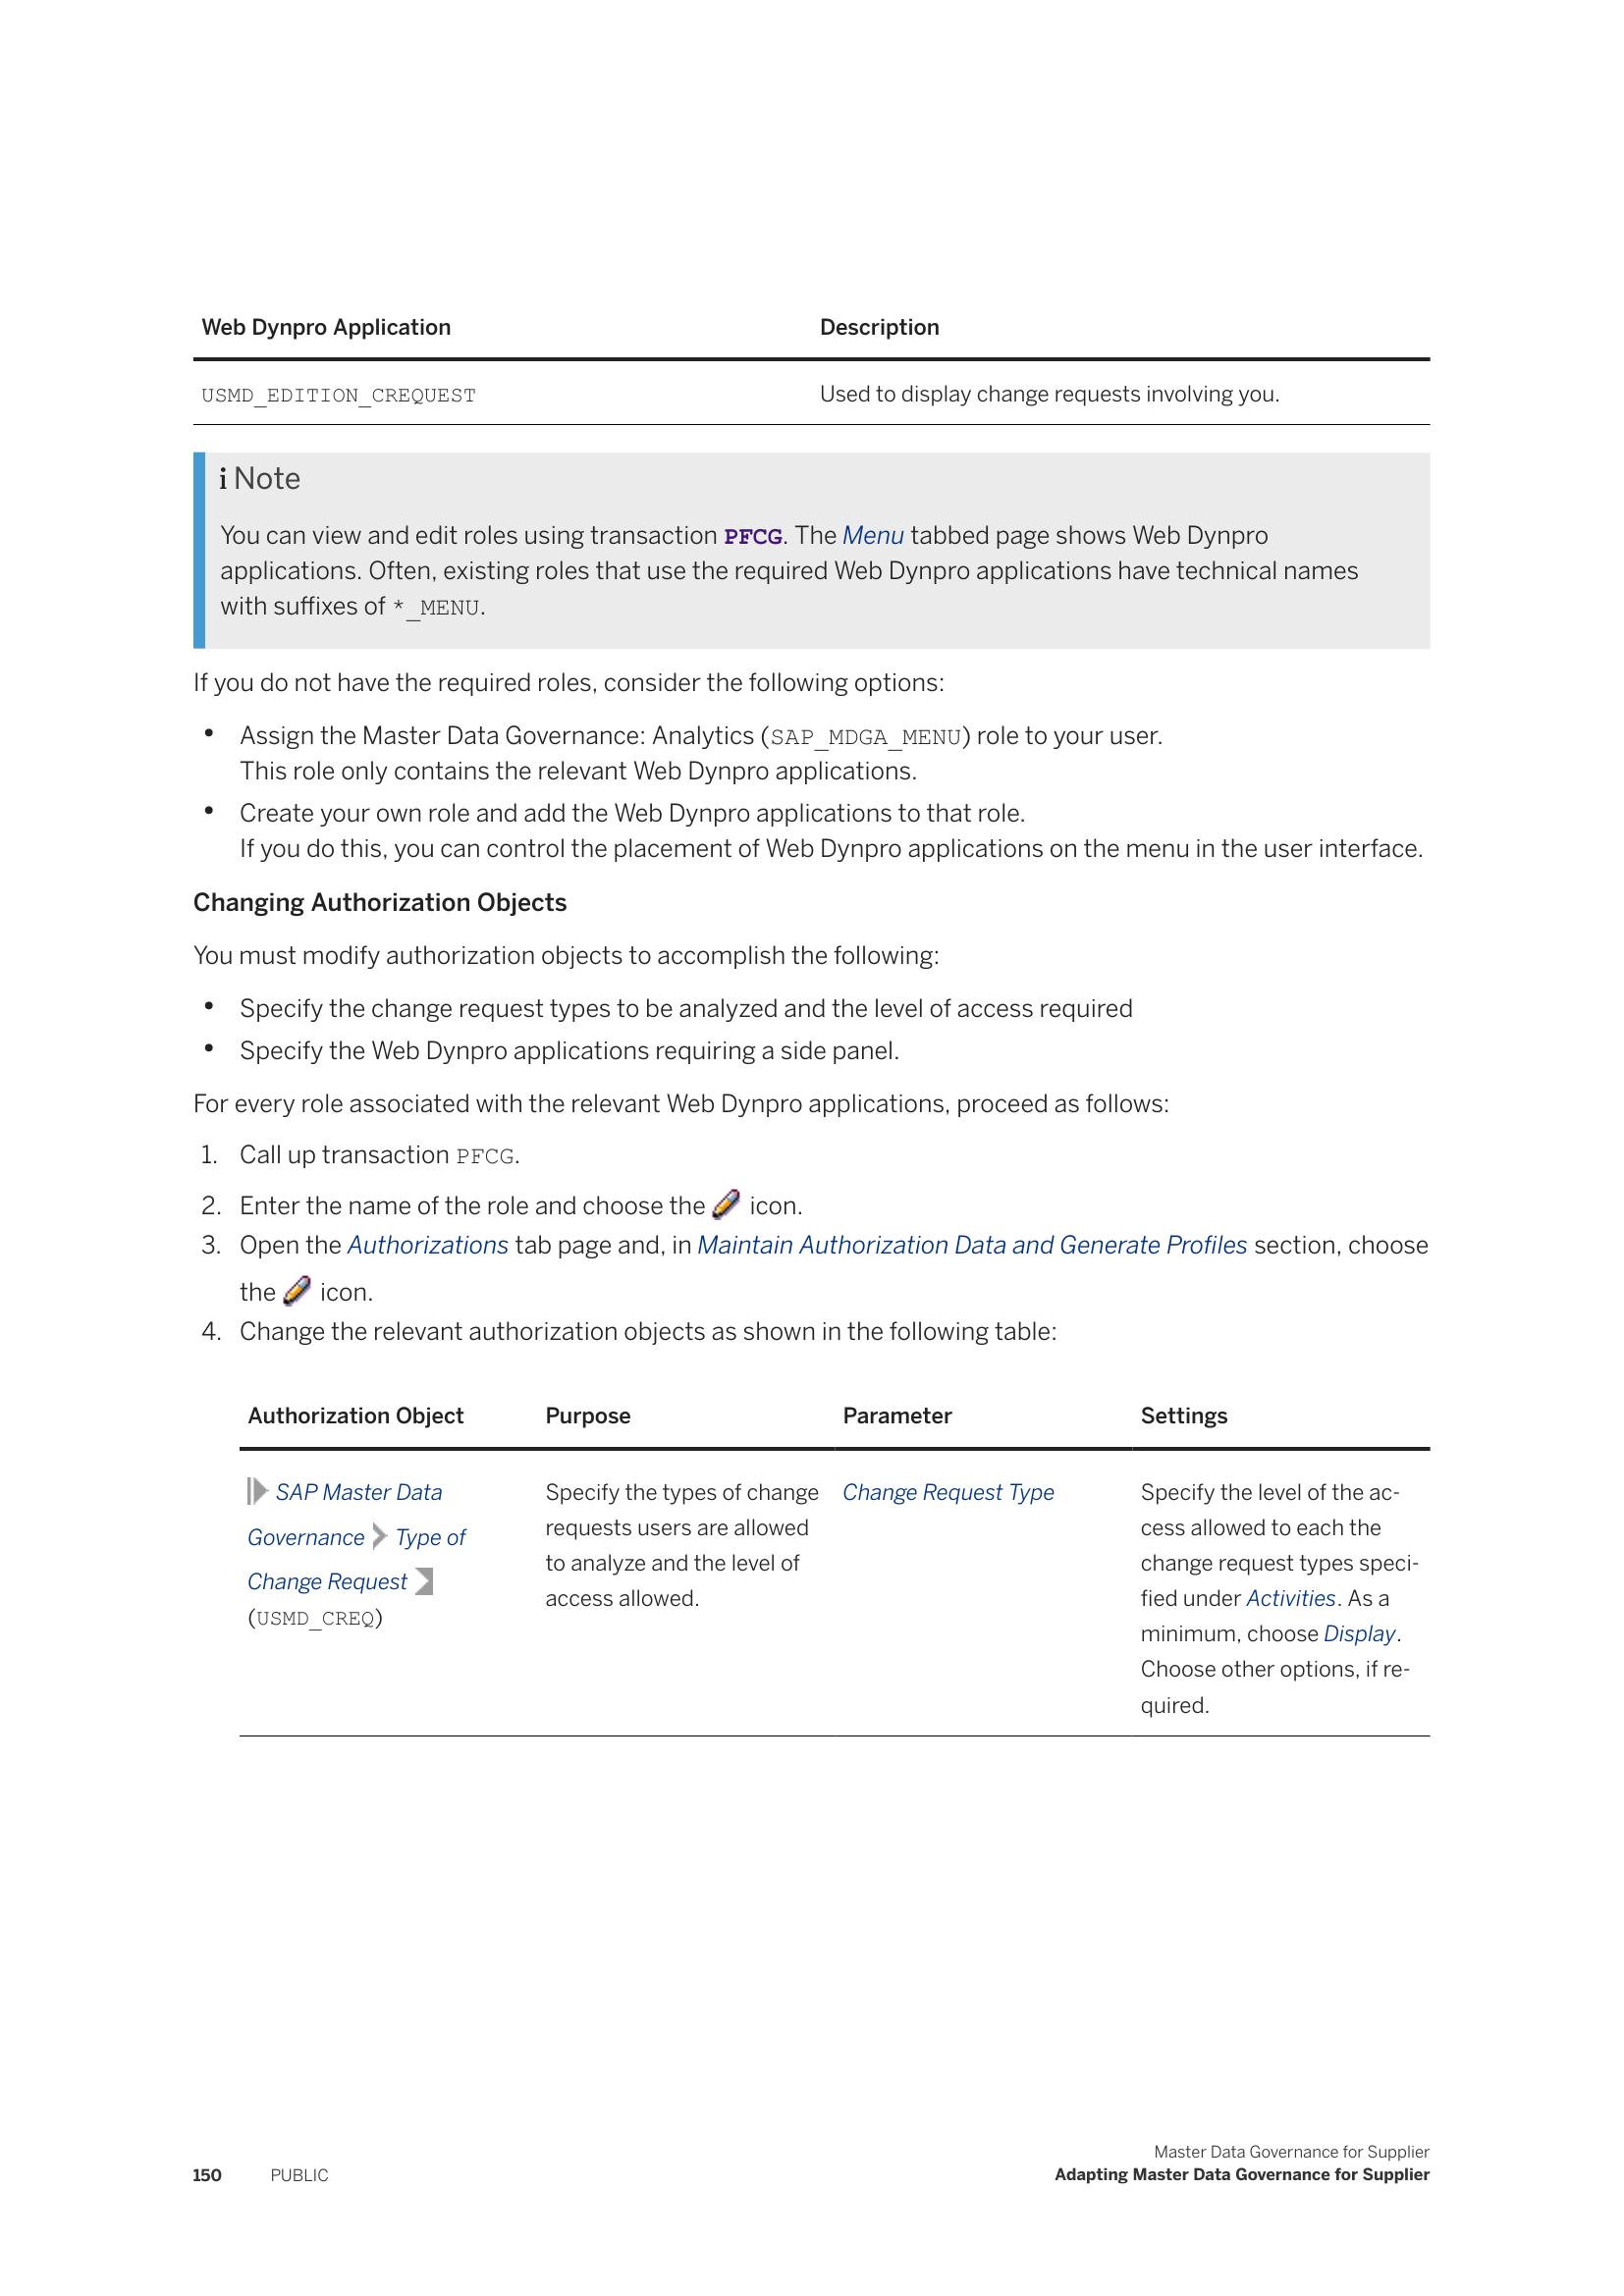 Web Dynpro Application Description
USMD_EDITION_CREQUEST Used to display change requests involving you.
i Note
You can view and edit roles using transaction PFCG. The Menu tabbed page shows Web Dynpro
applications. Often, existing roles that use the required Web Dynpro applications have technical names
with suffixes of *_MENU.
If you do not have the required roles, consider the following options:
• Assign the Master Data Governance: Analytics (SAP_MDGA_MENU) role to your user.
This role only contains the relevant Web Dynpro applications.
• Create your own role and add the Web Dynpro applications to that role.
If you do this, you can control the placement of Web Dynpro applications on the menu in the user interface.
Changing Authorization Objects
You must modify authorization objects to accomplish the following:
• Specify the change request types to be analyzed and the level of access required
• Specify the Web Dynpro applications requiring a side panel.
For every role associated with the relevant Web Dynpro applications, proceed as follows:
1. Call up transaction PFCG.
2. Enter the name of the role and choose the icon.
3. Open the Authorizations tab page and, in Maintain Authorization Data and Generate Profiles section, choose
the icon.
4. Change the relevant authorization objects as shown in the following table:
Authorization Object Purpose Parameter Settings
SAP Master Data
Governance Type of
Change Request
(USMD_CREQ)
Specify the types of change
requests users are allowed
to analyze and the level of
access allowed.
Change Request Type
Specify the level of the ac-
cess allowed to each the
change request types speci-
fied under Activities. As a
minimum, choose Display.
Choose other options, if re-
quired.
Master Data Governance for Supplier
150 PUBLIC Adapting Master Data Governance for Supplier